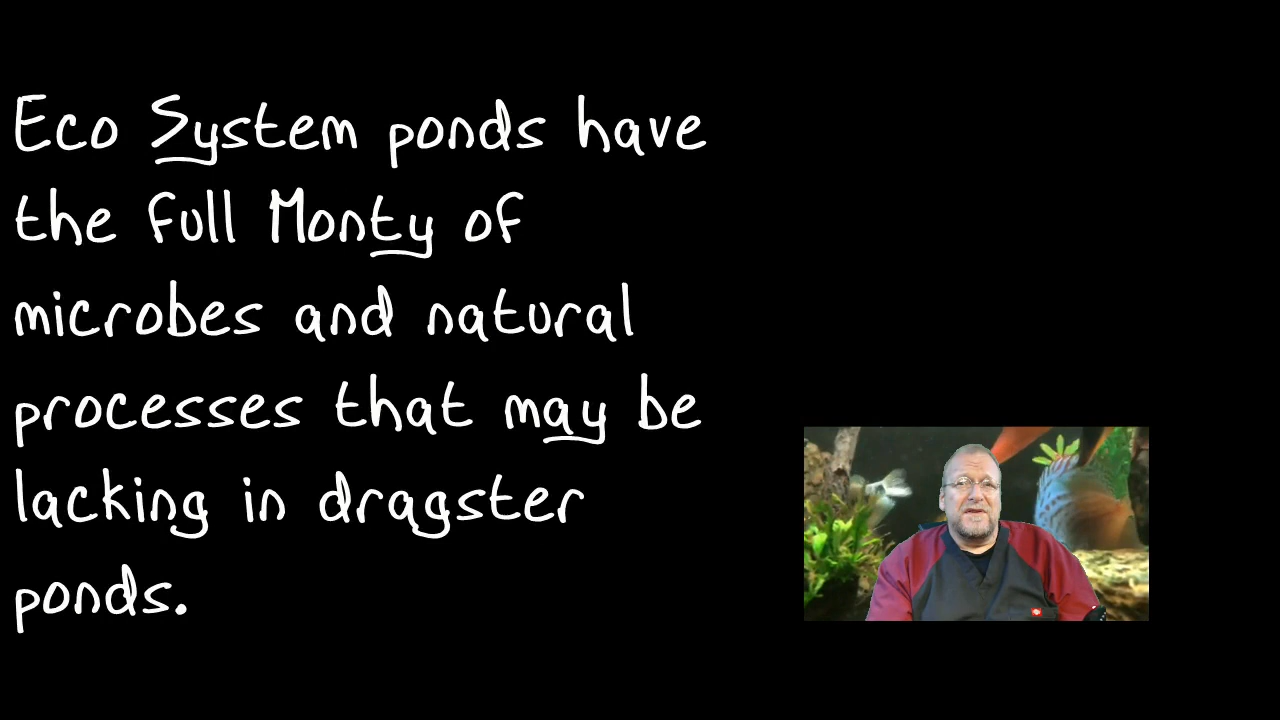 Eco System ponds have
the full Monty of
microbes and natural
processes that may be
lacking in dragster
ponds.